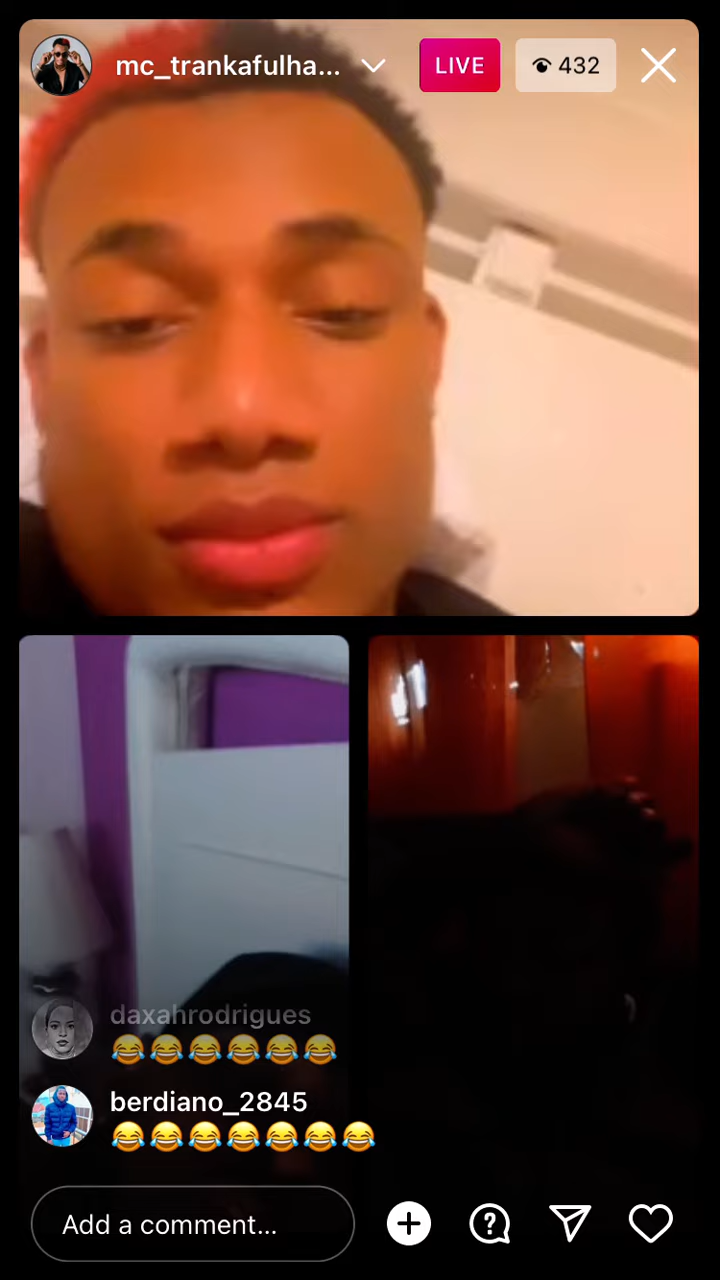 mc_trankafulha...
LIVE
432
daxahrodrigues
😂😂😂😂😂😂
berdiano_2845
😂😂😂😂😂😂😂
Add a comment...